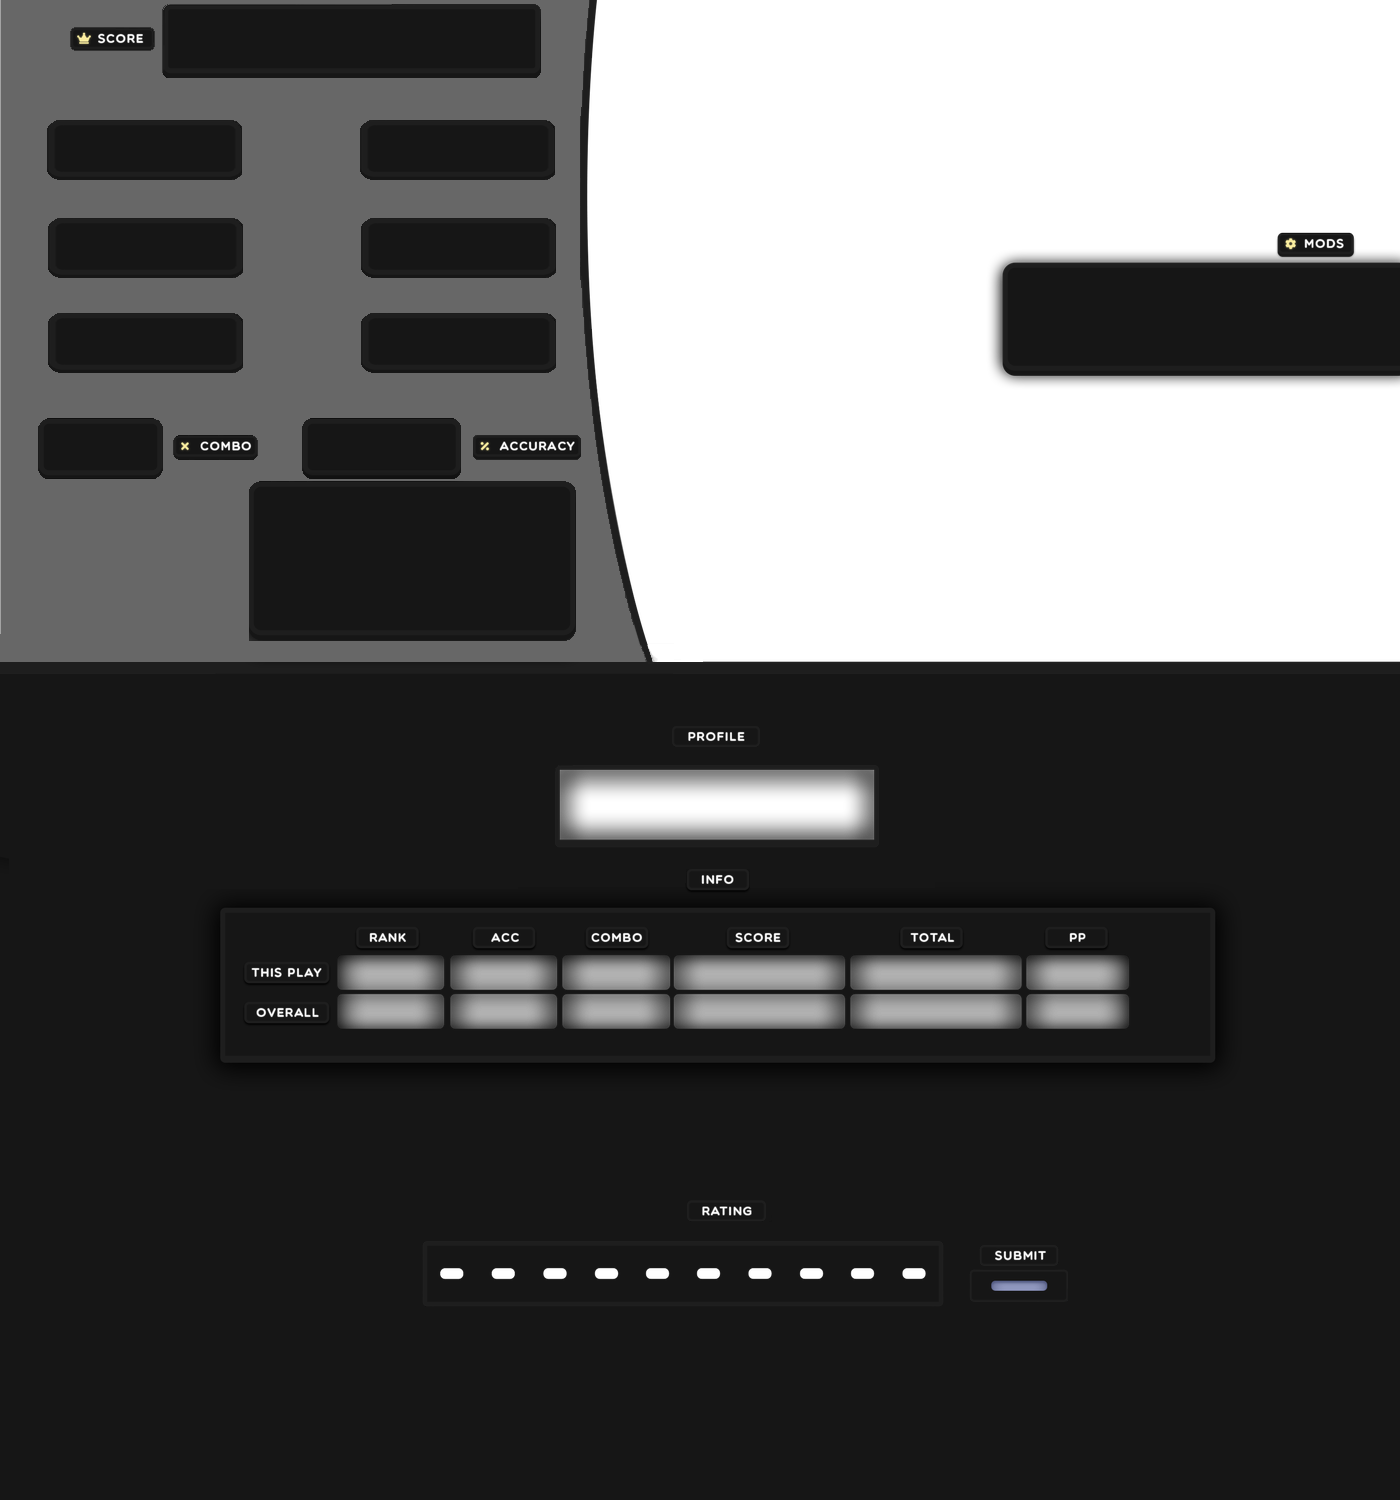 SCORE
MODS
COMBO
ACCURACY
PROFILE
INFO
RANK ACC COMBO SCORE TOTAL PP
THIS PLAY
OVERALL
RATING
SUBMIT